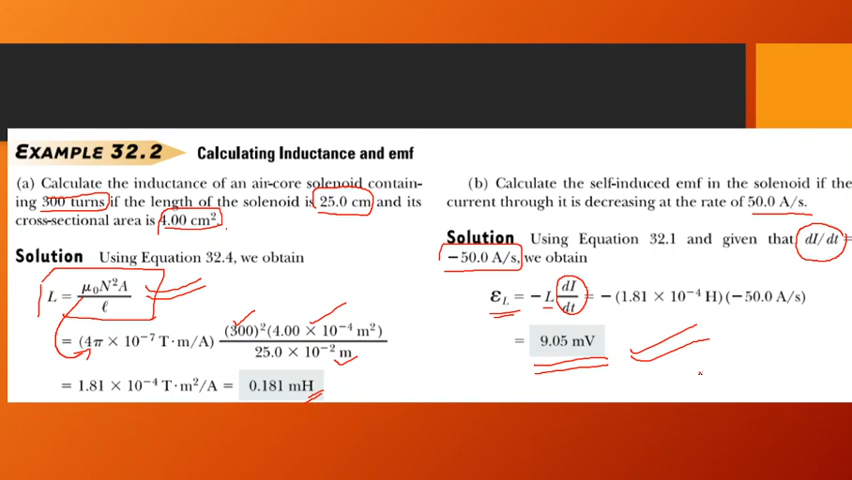 EXAMPLE 32.2 Calculating Inductance and emf
(a) Calculate the inductance of an air-core solenoid contain-
ing 300 turns if the length of the solenoid is 25.0 cm and its
cross-sectional area is 4.00 cm².
Solution Using Equation 32.4, we obtain
L = μ₀N²A / ℓ
= (4π × 10⁻⁷ T·m/A) (300)²(4.00 × 10⁻⁴ m²) / 25.0 × 10⁻² m
= 1.81 × 10⁻⁴ T·m²/A = 0.181 mH
(b) Calculate the self-induced emf in the solenoid if the
current through it is decreasing at the rate of 50.0 A/s.
Solution Using Equation 32.1 and given that dI/dt =
−50.0 A/s, we obtain
ℰL = −L dI/dt = −(1.81 × 10⁻⁴ H)(−50.0 A/s)
= 9.05 mV